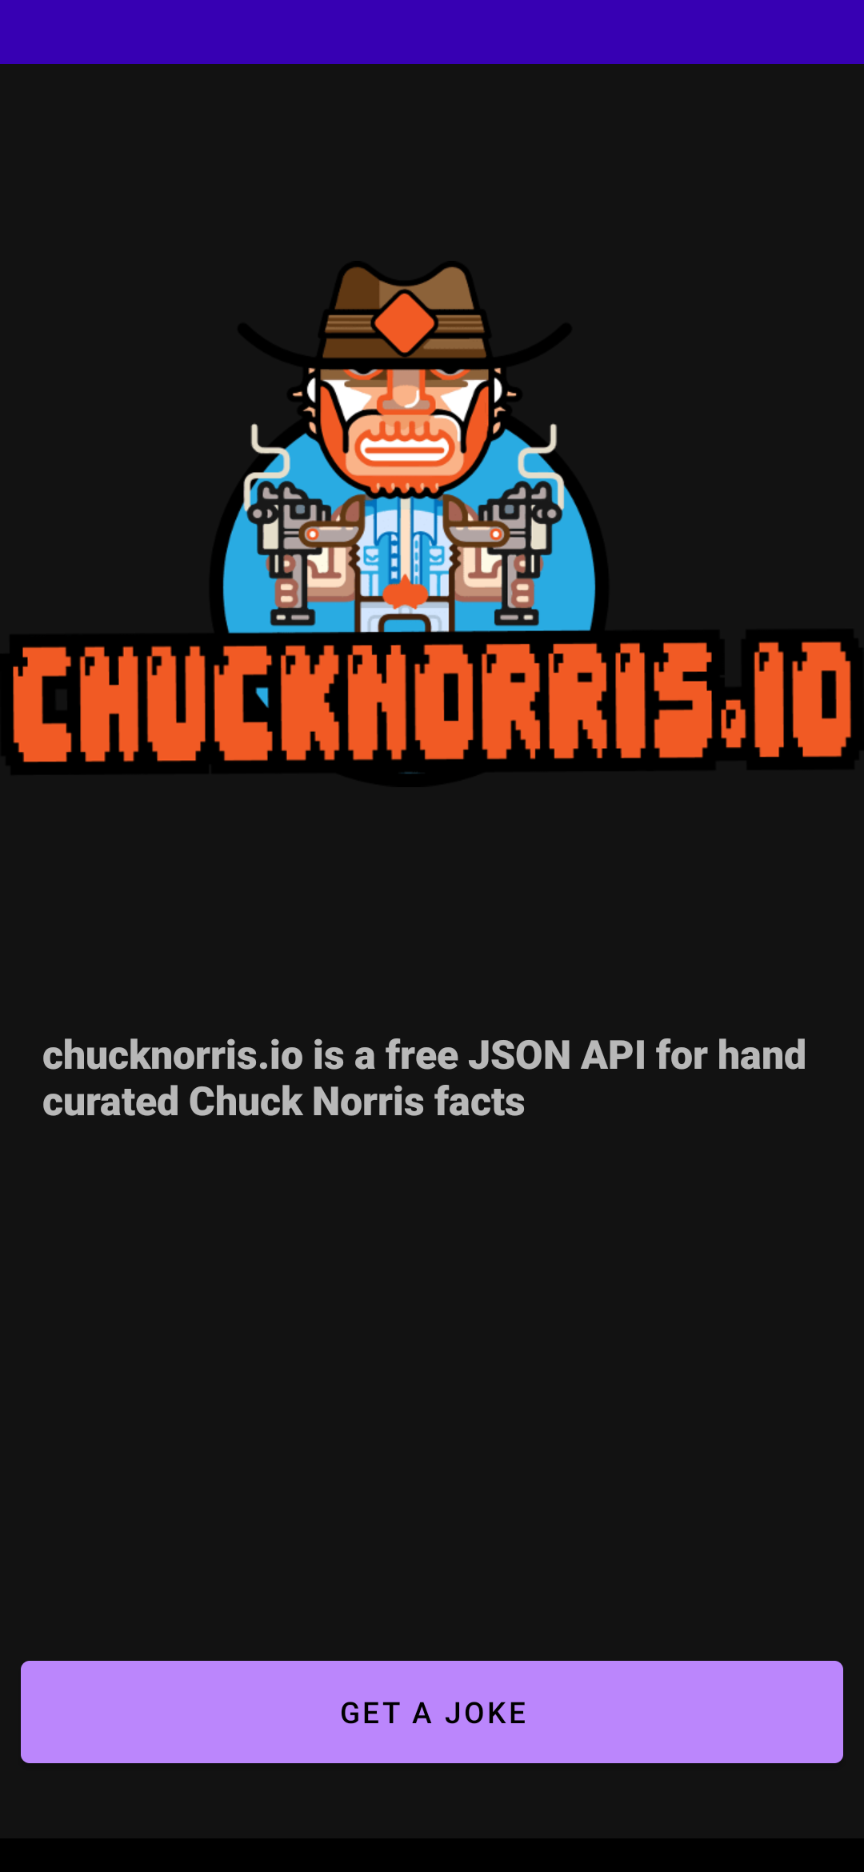 CHUCKNORRIS.IO
chucknorris.io is a free JSON API for hand
curated Chuck Norris facts
GET A JOKE